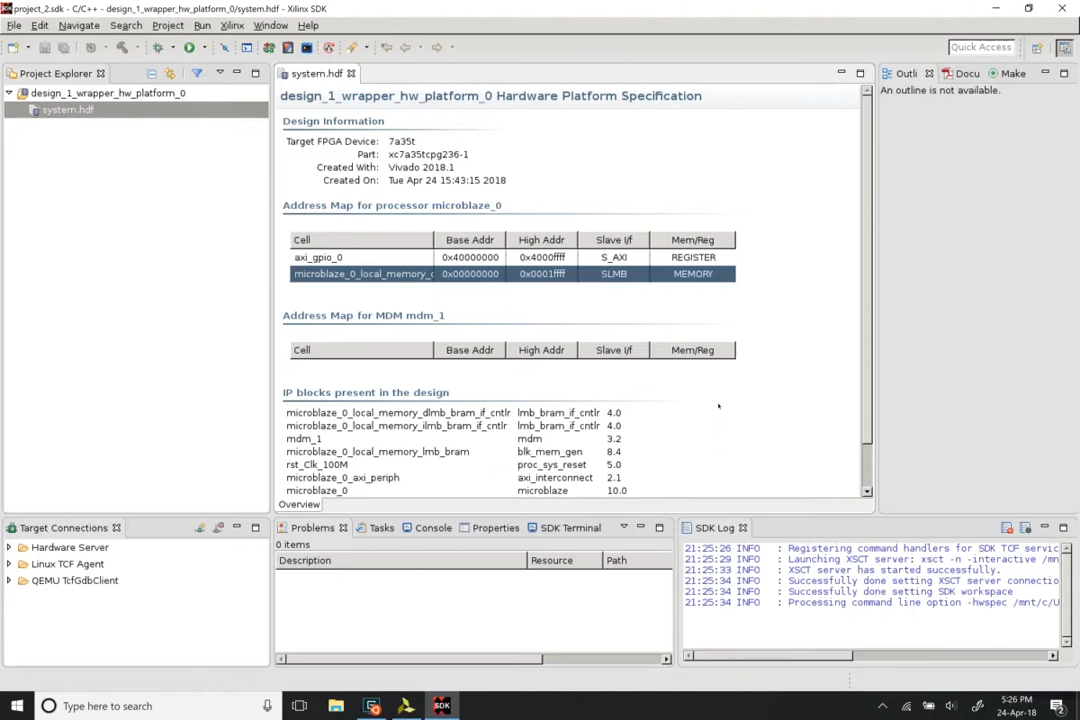 project_2.sdk - C/C++ - design_1_wrapper_hw_platform_0/system.hdf - Xilinx SDK
File Edit Navigate Search Project Run Xilinx Window Help
Quick Access
Project Explorer
design_1_wrapper_hw_platform_0
system.hdf
system.hdf
design_1_wrapper_hw_platform_0 Hardware Platform Specification
Design Information
Target FPGA Device: 7a35t
Part: xc7a35tcpg236-1
Created With: Vivado 2018.1
Created On: Tue Apr 24 15:43:15 2018
Address Map for processor microblaze_0
Cell Base Addr High Addr Slave I/f Mem/Reg
axi_gpio_0 0x40000000 0x4000ffff S_AXI REGISTER
microblaze_0_local_memory_ 0x00000000 0x0001ffff SLMB MEMORY
Address Map for MDM mdm_1
Cell Base Addr High Addr Slave I/f Mem/Reg
IP blocks present in the design
microblaze_0_local_memory_dlmb_bram_if_cntlr lmb_bram_if_cntlr 4.0
microblaze_0_local_memory_ilmb_bram_if_cntlr lmb_bram_if_cntlr 4.0
mdm_1 mdm 3.2
microblaze_0_local_memory_lmb_bram blk_mem_gen 8.4
rst_Clk_100M proc_sys_reset 5.0
microblaze_0_axi_periph axi_interconnect 2.1
microblaze_0 microblaze 10.0
Overview
Outli Docu Make
An outline is not available.
Target Connections
Hardware Server
Linux TCF Agent
QEMU TcfGdbClient
Problems Tasks Console Properties SDK Terminal
0 items
Description Resource Path
SDK Log
21:25:26 INFO : Registering command handlers for SDK TCF servic
21:25:29 INFO : Launching XSCT server: xsct -n -interactive /mn
21:25:33 INFO : XSCT server has started successfully.
21:25:34 INFO : Successfully done setting XSCT server connectio
21:25:34 INFO : Successfully done setting SDK workspace
21:25:34 INFO : Processing command line option -hwspec /mnt/c/U
Type here to search
SDK
5:26 PM
24-Apr-18
2